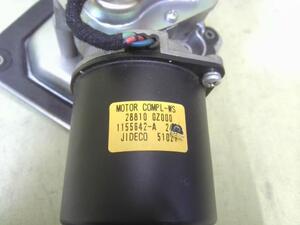 MOTOR COMPL-WS
28810 0Z000
1155642-A
JIDECO